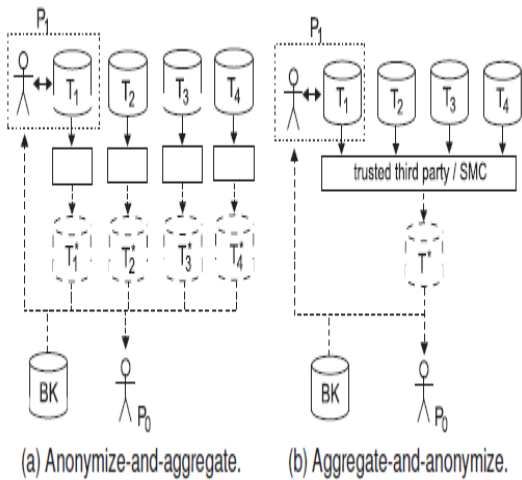 P1
P1
T1 T2 T3 T4
T1 T2 T3 T4
trusted third party / SMC
T1* T2* T3* T4*
T*
BK
P0
BK
P0
(a) Anonymize-and-aggregate.
(b) Aggregate-and-anonymize.